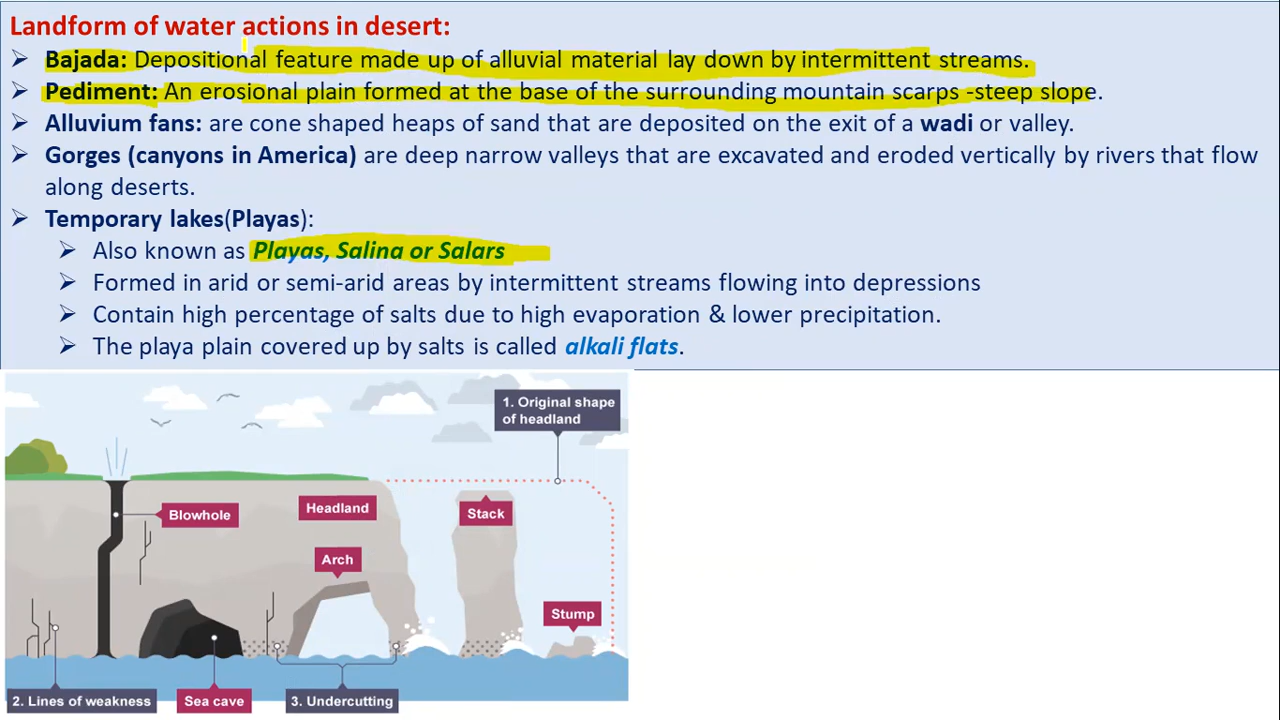 Landform of water actions in desert:
➢ Bajada: Depositional feature made up of alluvial material lay down by intermittent streams.
➢ Pediment: An erosional plain formed at the base of the surrounding mountain scarps -steep slope.
➢ Alluvium fans: are cone shaped heaps of sand that are deposited on the exit of a wadi or valley.
➢ Gorges (canyons in America) are deep narrow valleys that are excavated and eroded vertically by rivers that flow
along deserts.
➢ Temporary lakes(Playas):
➢ Also known as Playas, Salina or Salars
➢ Formed in arid or semi-arid areas by intermittent streams flowing into depressions
➢ Contain high percentage of salts due to high evaporation & lower precipitation.
➢ The playa plain covered up by salts is called alkali flats.
1. Original shape
of headland
Blowhole
Headland
Stack
Arch
Stump
2. Lines of weakness
Sea cave
3. Undercutting